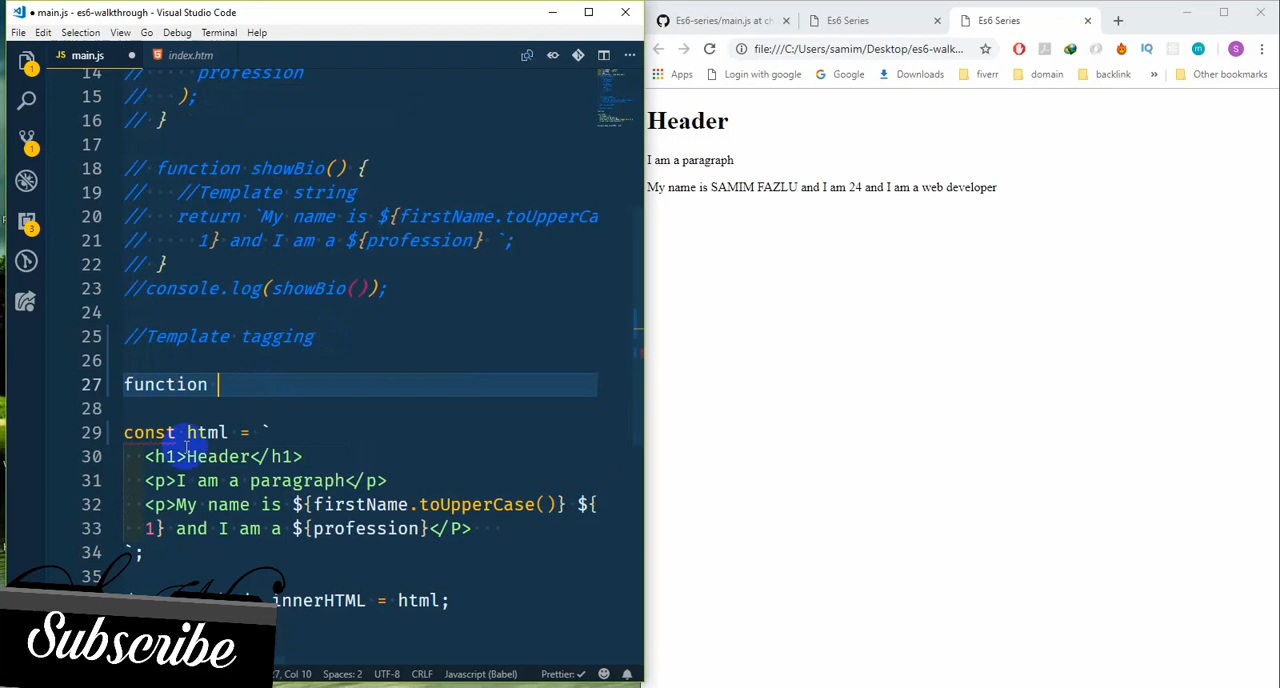 main.js - es6-walkthrough - Visual Studio Code
File Edit Selection View Go Debug Terminal Help
JS main.js index.htm
14 // profession
15 // );
16 // }
17
18 // function showBio() {
19 // //Template string
20 // return `My name is ${firstName.toUpperCa
21 // 1} and I am a ${profession} `;
22 // }
23 //console.log(showBio());
24
25 //Template tagging
26
27 function
28
29 const html = `
30 <h1>Header</h1>
31 <p>I am a paragraph</p>
32 <p>My name is ${firstName.toUpperCase()} ${
33 1} and I am a ${profession}</P>
34 `;
35
innerHTML = html;
Subscribe
27, Col 10 Spaces: 2 UTF-8 CRLF Javascript (Babel) Prettier: ✓
1
1
3
Es6-series/main.js at ch Es6 Series Es6 Series
file:///C:/Users/samim/Desktop/es6-walk... IQ S
Apps Login with google Google Downloads fiverr domain backlink » Other bookmarks
Header
I am a paragraph
My name is SAMIM FAZLU and I am 24 and I am a web developer